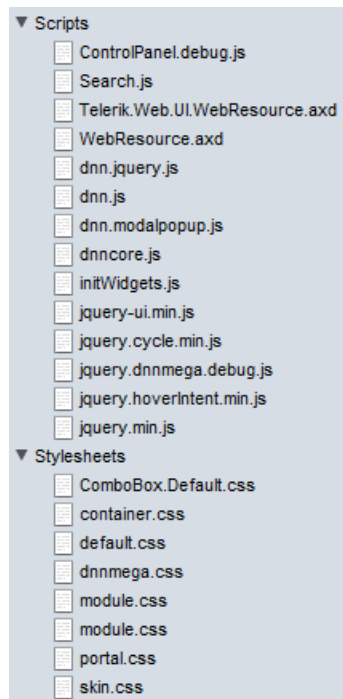 Scripts
ControlPanel.debug.js
Search.js
Telerik.Web.UI.WebResource.axd
WebResource.axd
dnn.jquery.js
dnn.js
dnn.modalpopup.js
dnncore.js
initWidgets.js
jquery-ui.min.js
jquery.cycle.min.js
jquery.dnnmega.debug.js
jquery.hoverIntent.min.js
jquery.min.js
Stylesheets
ComboBox.Default.css
container.css
default.css
dnnmega.css
module.css
module.css
portal.css
skin.css